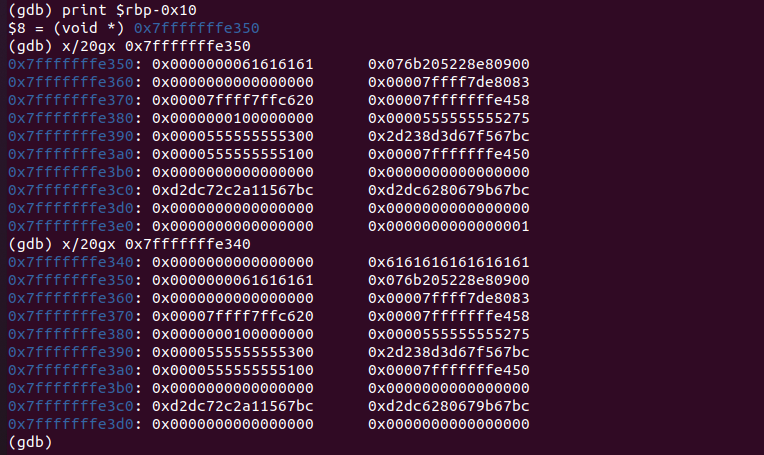 (gdb) print $rbp-0x10
$8 = (void *) 0x7fffffffe350
(gdb) x/20gx 0x7fffffffe350
0x7fffffffe350: 0x0000000061616161 0x076b205228e80900
0x7fffffffe360: 0x0000000000000000 0x00007ffff7de8083
0x7fffffffe370: 0x00007ffff7ffc620 0x00007fffffffe458
0x7fffffffe380: 0x0000000100000000 0x0000555555555275
0x7fffffffe390: 0x0000555555555300 0x2d238d3d67f567bc
0x7fffffffe3a0: 0x0000555555555100 0x00007fffffffe450
0x7fffffffe3b0: 0x0000000000000000 0x0000000000000000
0x7fffffffe3c0: 0xd2dc72c2a11567bc 0xd2dc6280679b67bc
0x7fffffffe3d0: 0x0000000000000000 0x0000000000000000
0x7fffffffe3e0: 0x0000000000000000 0x0000000000000001
(gdb) x/20gx 0x7fffffffe340
0x7fffffffe340: 0x0000000000000000 0x6161616161616161
0x7fffffffe350: 0x0000000061616161 0x076b205228e80900
0x7fffffffe360: 0x0000000000000000 0x00007ffff7de8083
0x7fffffffe370: 0x00007ffff7ffc620 0x00007fffffffe458
0x7fffffffe380: 0x0000000100000000 0x0000555555555275
0x7fffffffe390: 0x0000555555555300 0x2d238d3d67f567bc
0x7fffffffe3a0: 0x0000555555555100 0x00007fffffffe450
0x7fffffffe3b0: 0x0000000000000000 0x0000000000000000
0x7fffffffe3c0: 0xd2dc72c2a11567bc 0xd2dc6280679b67bc
0x7fffffffe3d0: 0x0000000000000000 0x0000000000000000
(gdb)